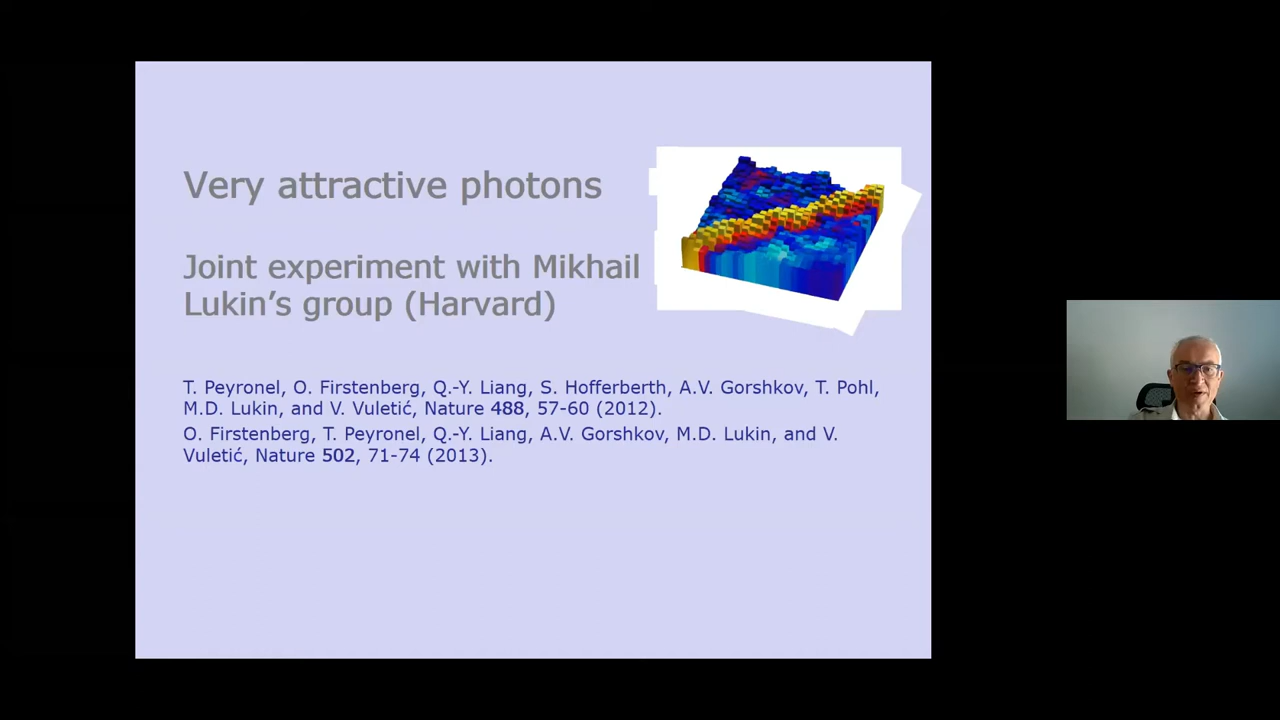 Very attractive photons
Joint experiment with Mikhail
Lukin’s group (Harvard)
T. Peyronel, O. Firstenberg, Q.-Y. Liang, S. Hofferberth, A.V. Gorshkov, T. Pohl,
M.D. Lukin, and V. Vuletić, Nature 488, 57-60 (2012).
O. Firstenberg, T. Peyronel, Q.-Y. Liang, A.V. Gorshkov, M.D. Lukin, and V.
Vuletić, Nature 502, 71-74 (2013).